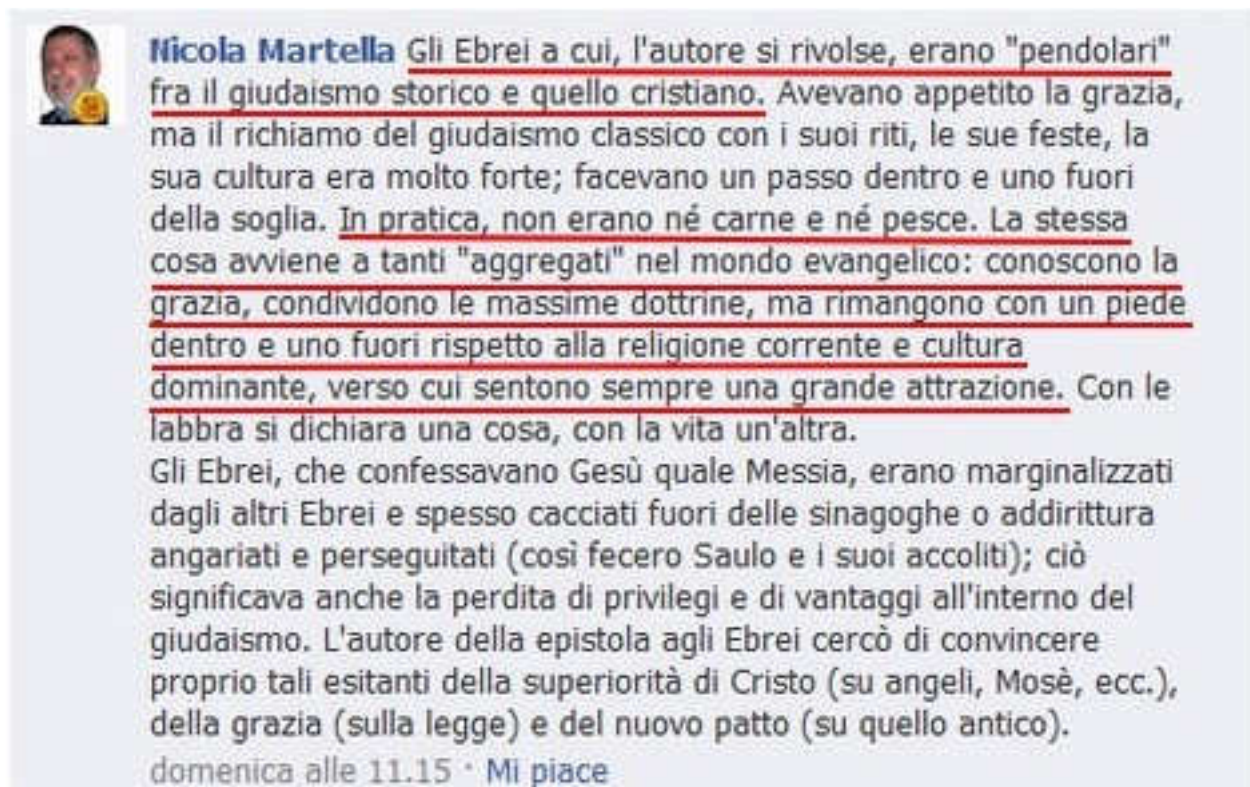 Nicola Martella Gli Ebrei a cui, l'autore si rivolse, erano "pendolari"
fra il giudaismo storico e quello cristiano. Avevano appetito la grazia,
ma il richiamo del giudaismo classico con i suoi riti, le sue feste, la
sua cultura era molto forte; facevano un passo dentro e uno fuori
della soglia. In pratica, non erano né carne e né pesce. La stessa
cosa avviene a tanti "aggregati" nel mondo evangelico: conoscono la
grazia, condividono le massime dottrine, ma rimangono con un piede
dentro e uno fuori rispetto alla religione corrente e cultura
dominante, verso cui sentono sempre una grande attrazione. Con le
labbra si dichiara una cosa, con la vita un'altra.
Gli Ebrei, che confessavano Gesù quale Messia, erano marginalizzati
dagli altri Ebrei e spesso cacciati fuori delle sinagoghe o addirittura
angariati e perseguitati (così fecero Saulo e i suoi accoliti); ciò
significava anche la perdita di privilegi e di vantaggi all'interno del
giudaismo. L'autore della epistola agli Ebrei cercò di convincere
proprio tali esitanti della superiorità di Cristo (su angeli, Mosè, ecc.),
della grazia (sulla legge) e del nuovo patto (su quello antico).
domenica alle 11.15 · Mi piace